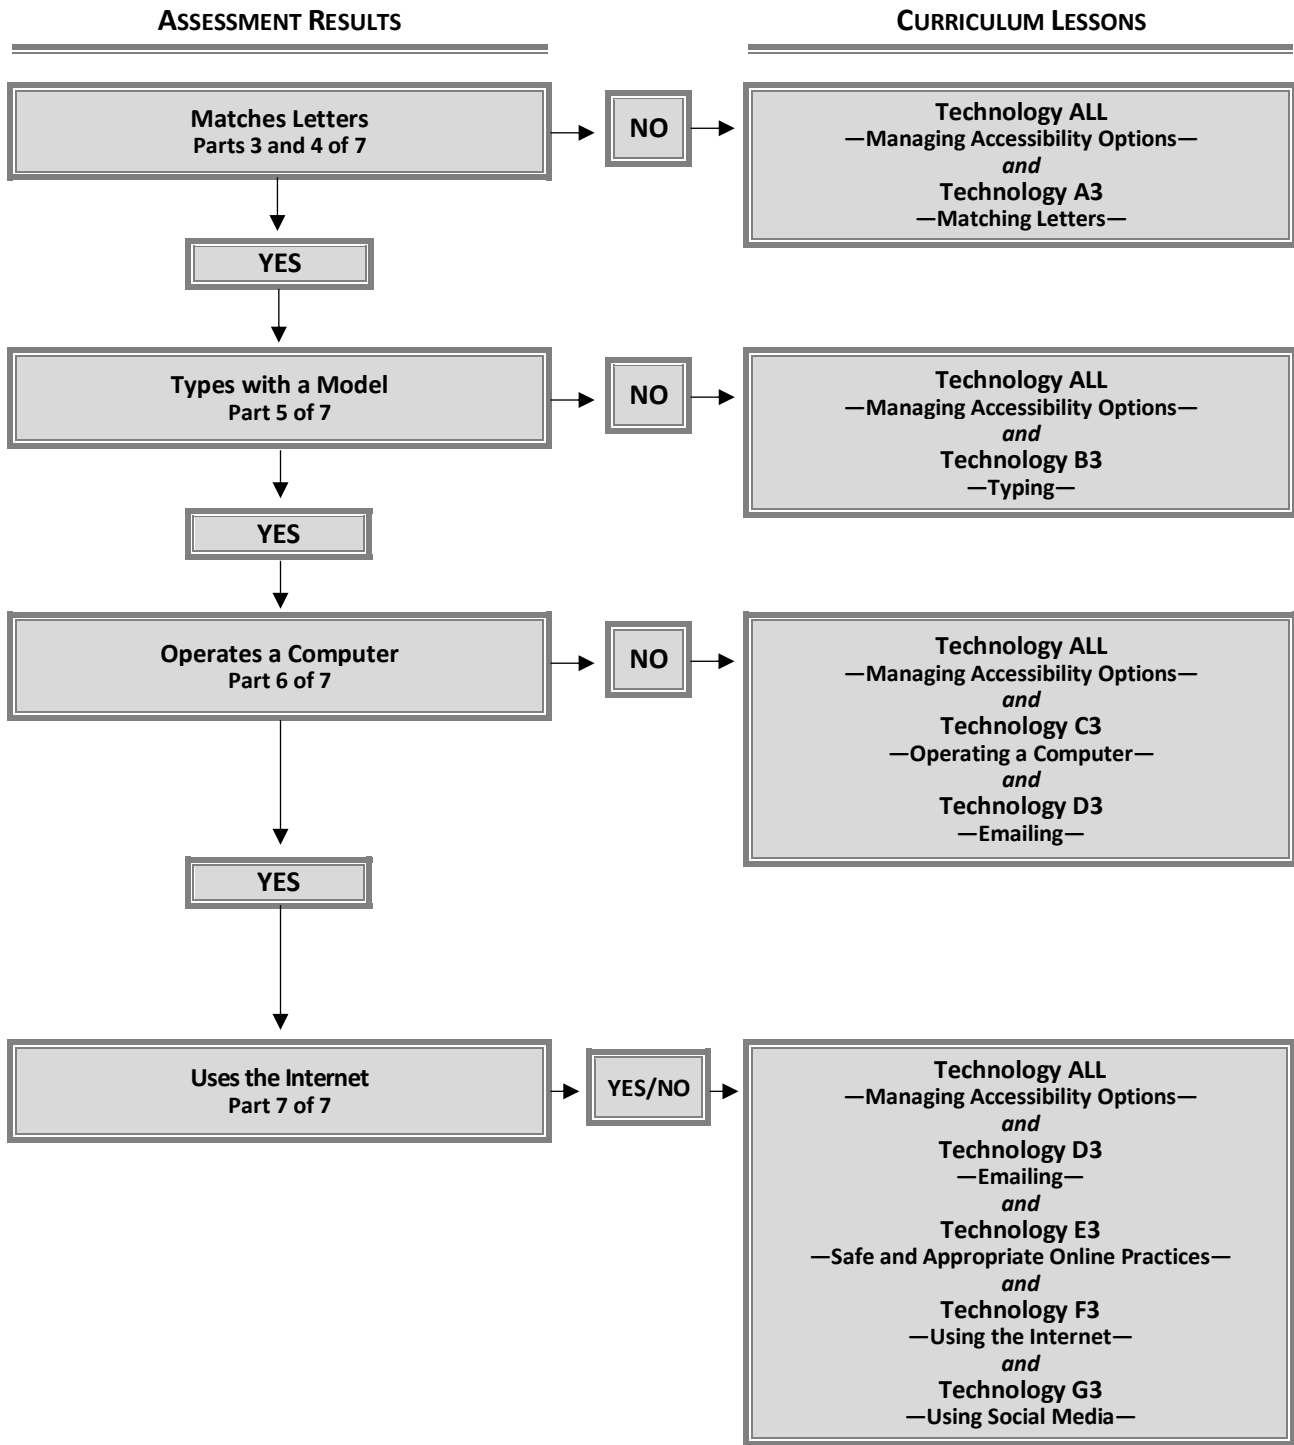 ASSESSMENT RESULTS
CURRICULUM LESSONS
Matches Letters
Parts 3 and 4 of 7
NO
Technology ALL
—Managing Accessibility Options—
and
Technology A3
—Matching Letters—
YES
Types with a Model
Part 5 of 7
NO
Technology ALL
—Managing Accessibility Options—
and
Technology B3
—Typing—
YES
Operates a Computer
Part 6 of 7
NO
Technology ALL
—Managing Accessibility Options—
and
Technology C3
—Operating a Computer—
and
Technology D3
—Emailing—
YES
Uses the Internet
Part 7 of 7
YES/NO
Technology ALL
—Managing Accessibility Options—
and
Technology D3
—Emailing—
and
Technology E3
—Safe and Appropriate Online Practices—
and
Technology F3
—Using the Internet—
and
Technology G3
—Using Social Media—